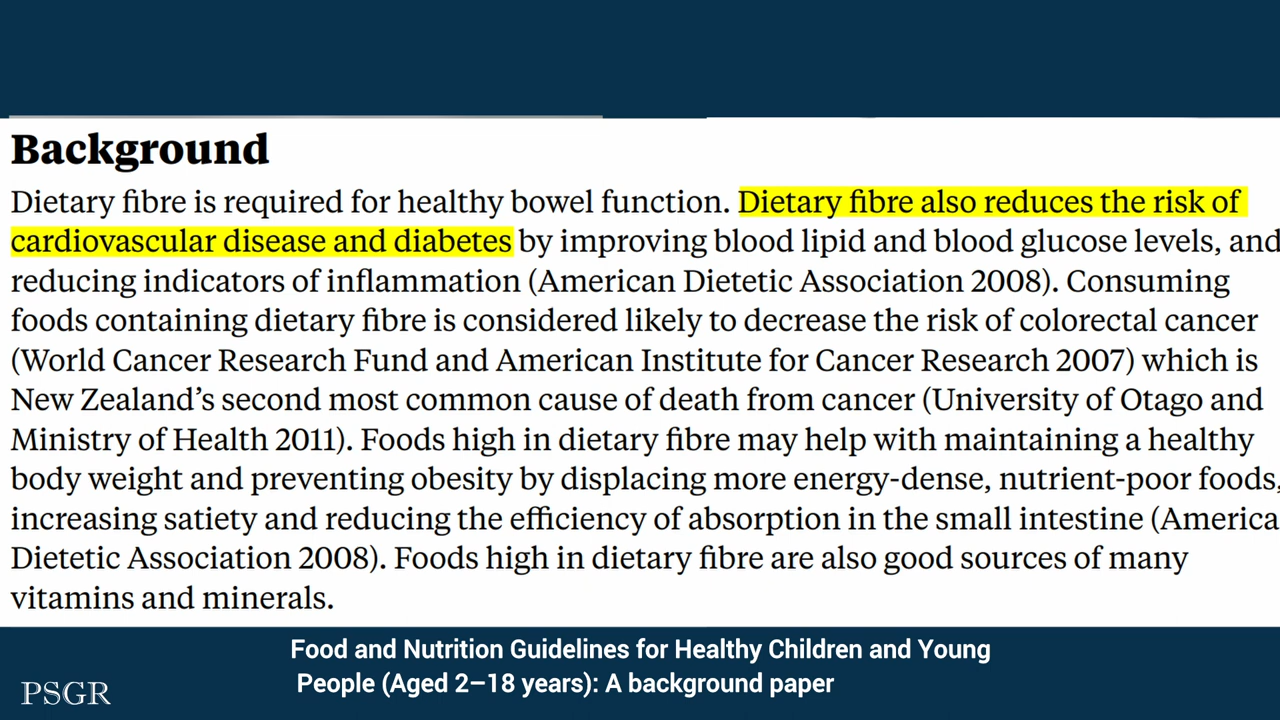 Background
Dietary fibre is required for healthy bowel function. Dietary fibre also reduces the risk of
cardiovascular disease and diabetes by improving blood lipid and blood glucose levels, and
reducing indicators of inflammation (American Dietetic Association 2008). Consuming
foods containing dietary fibre is considered likely to decrease the risk of colorectal cancer
(World Cancer Research Fund and American Institute for Cancer Research 2007) which is
New Zealand’s second most common cause of death from cancer (University of Otago and
Ministry of Health 2011). Foods high in dietary fibre may help with maintaining a healthy
body weight and preventing obesity by displacing more energy-dense, nutrient-poor foods,
increasing satiety and reducing the efficiency of absorption in the small intestine (America
Dietetic Association 2008). Foods high in dietary fibre are also good sources of many
vitamins and minerals.
Food and Nutrition Guidelines for Healthy Children and Young
People (Aged 2–18 years): A background paper
PSGR